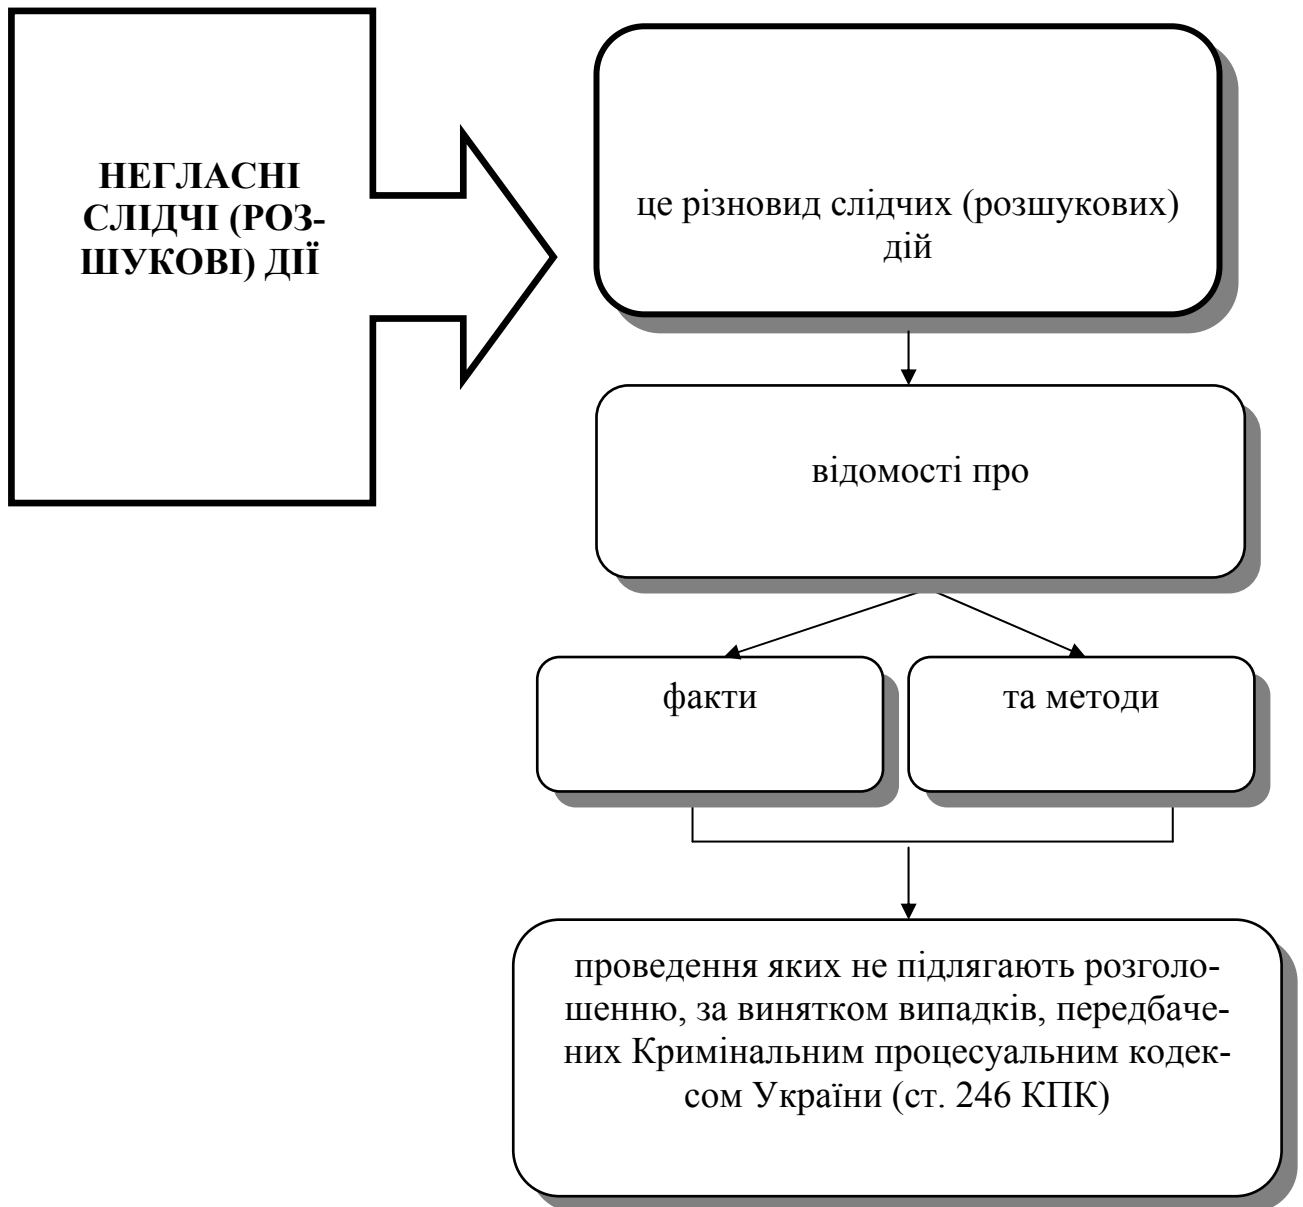 НЕГЛАСНІ
СЛІДЧІ (РОЗ-
ШУКОВІ) ДІЇ
це різновид слідчих (розшукових)
дій
відомості про
факти
та методи
проведення яких не підлягають розголо-
шенню, за винятком випадків, передбаче-
них Кримінальним процесуальним кодек-
сом України (ст. 246 КПК)